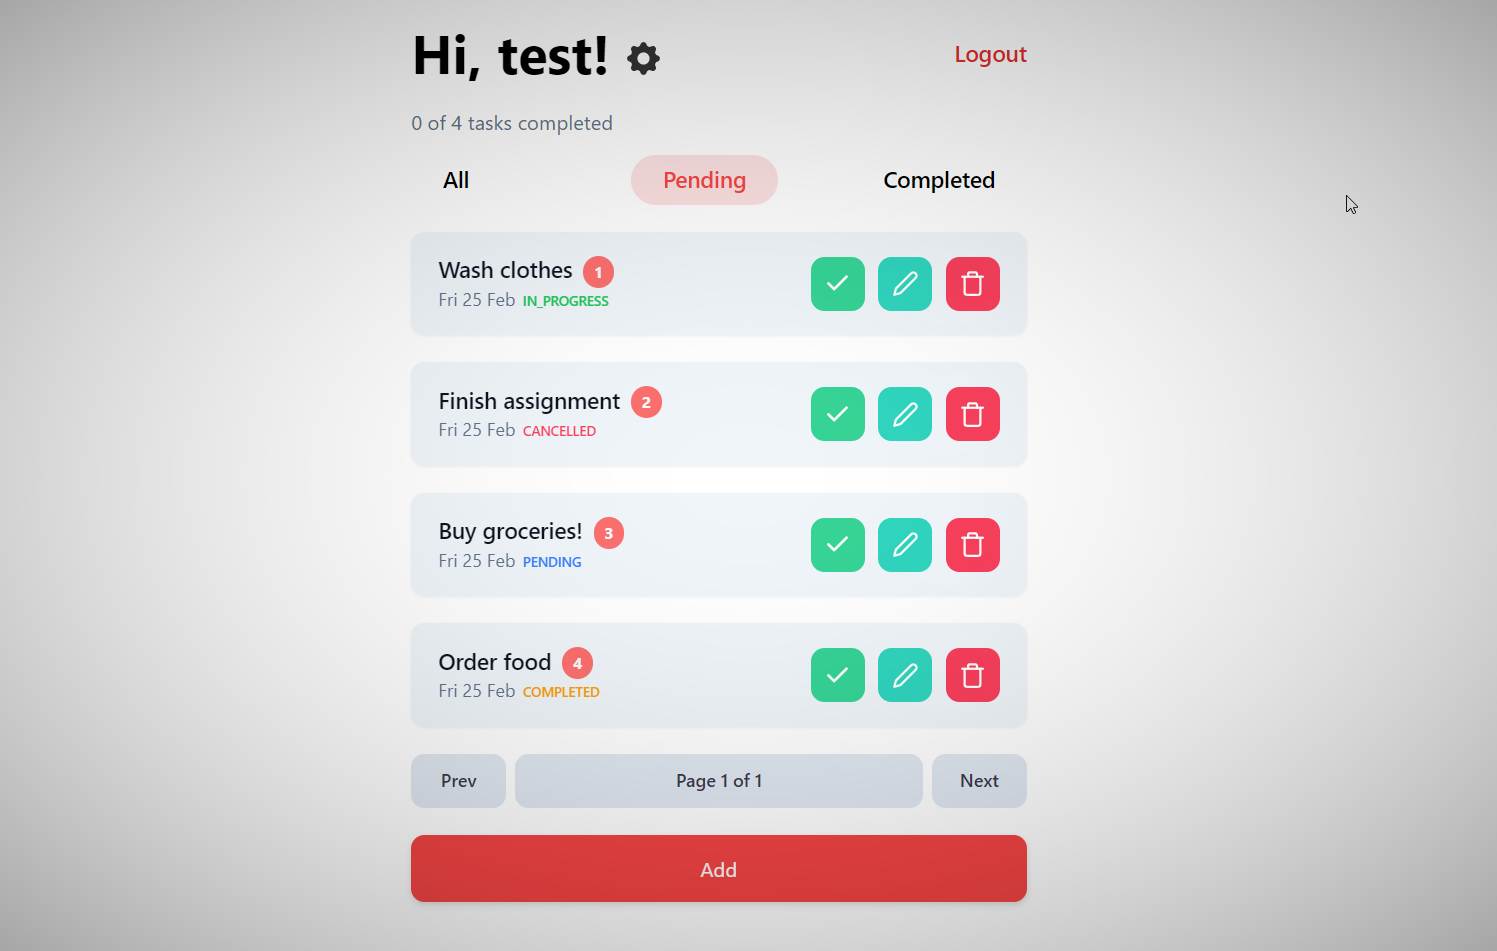 Hi, test!
Logout
0 of 4 tasks completed
All
Pending
Completed
Wash clothes 1
Fri 25 Feb IN_PROGRESS
Finish assignment 2
Fri 25 Feb CANCELLED
Buy groceries! 3
Fri 25 Feb PENDING
Order food 4
Fri 25 Feb COMPLETED
Prev
Page 1 of 1
Next
Add